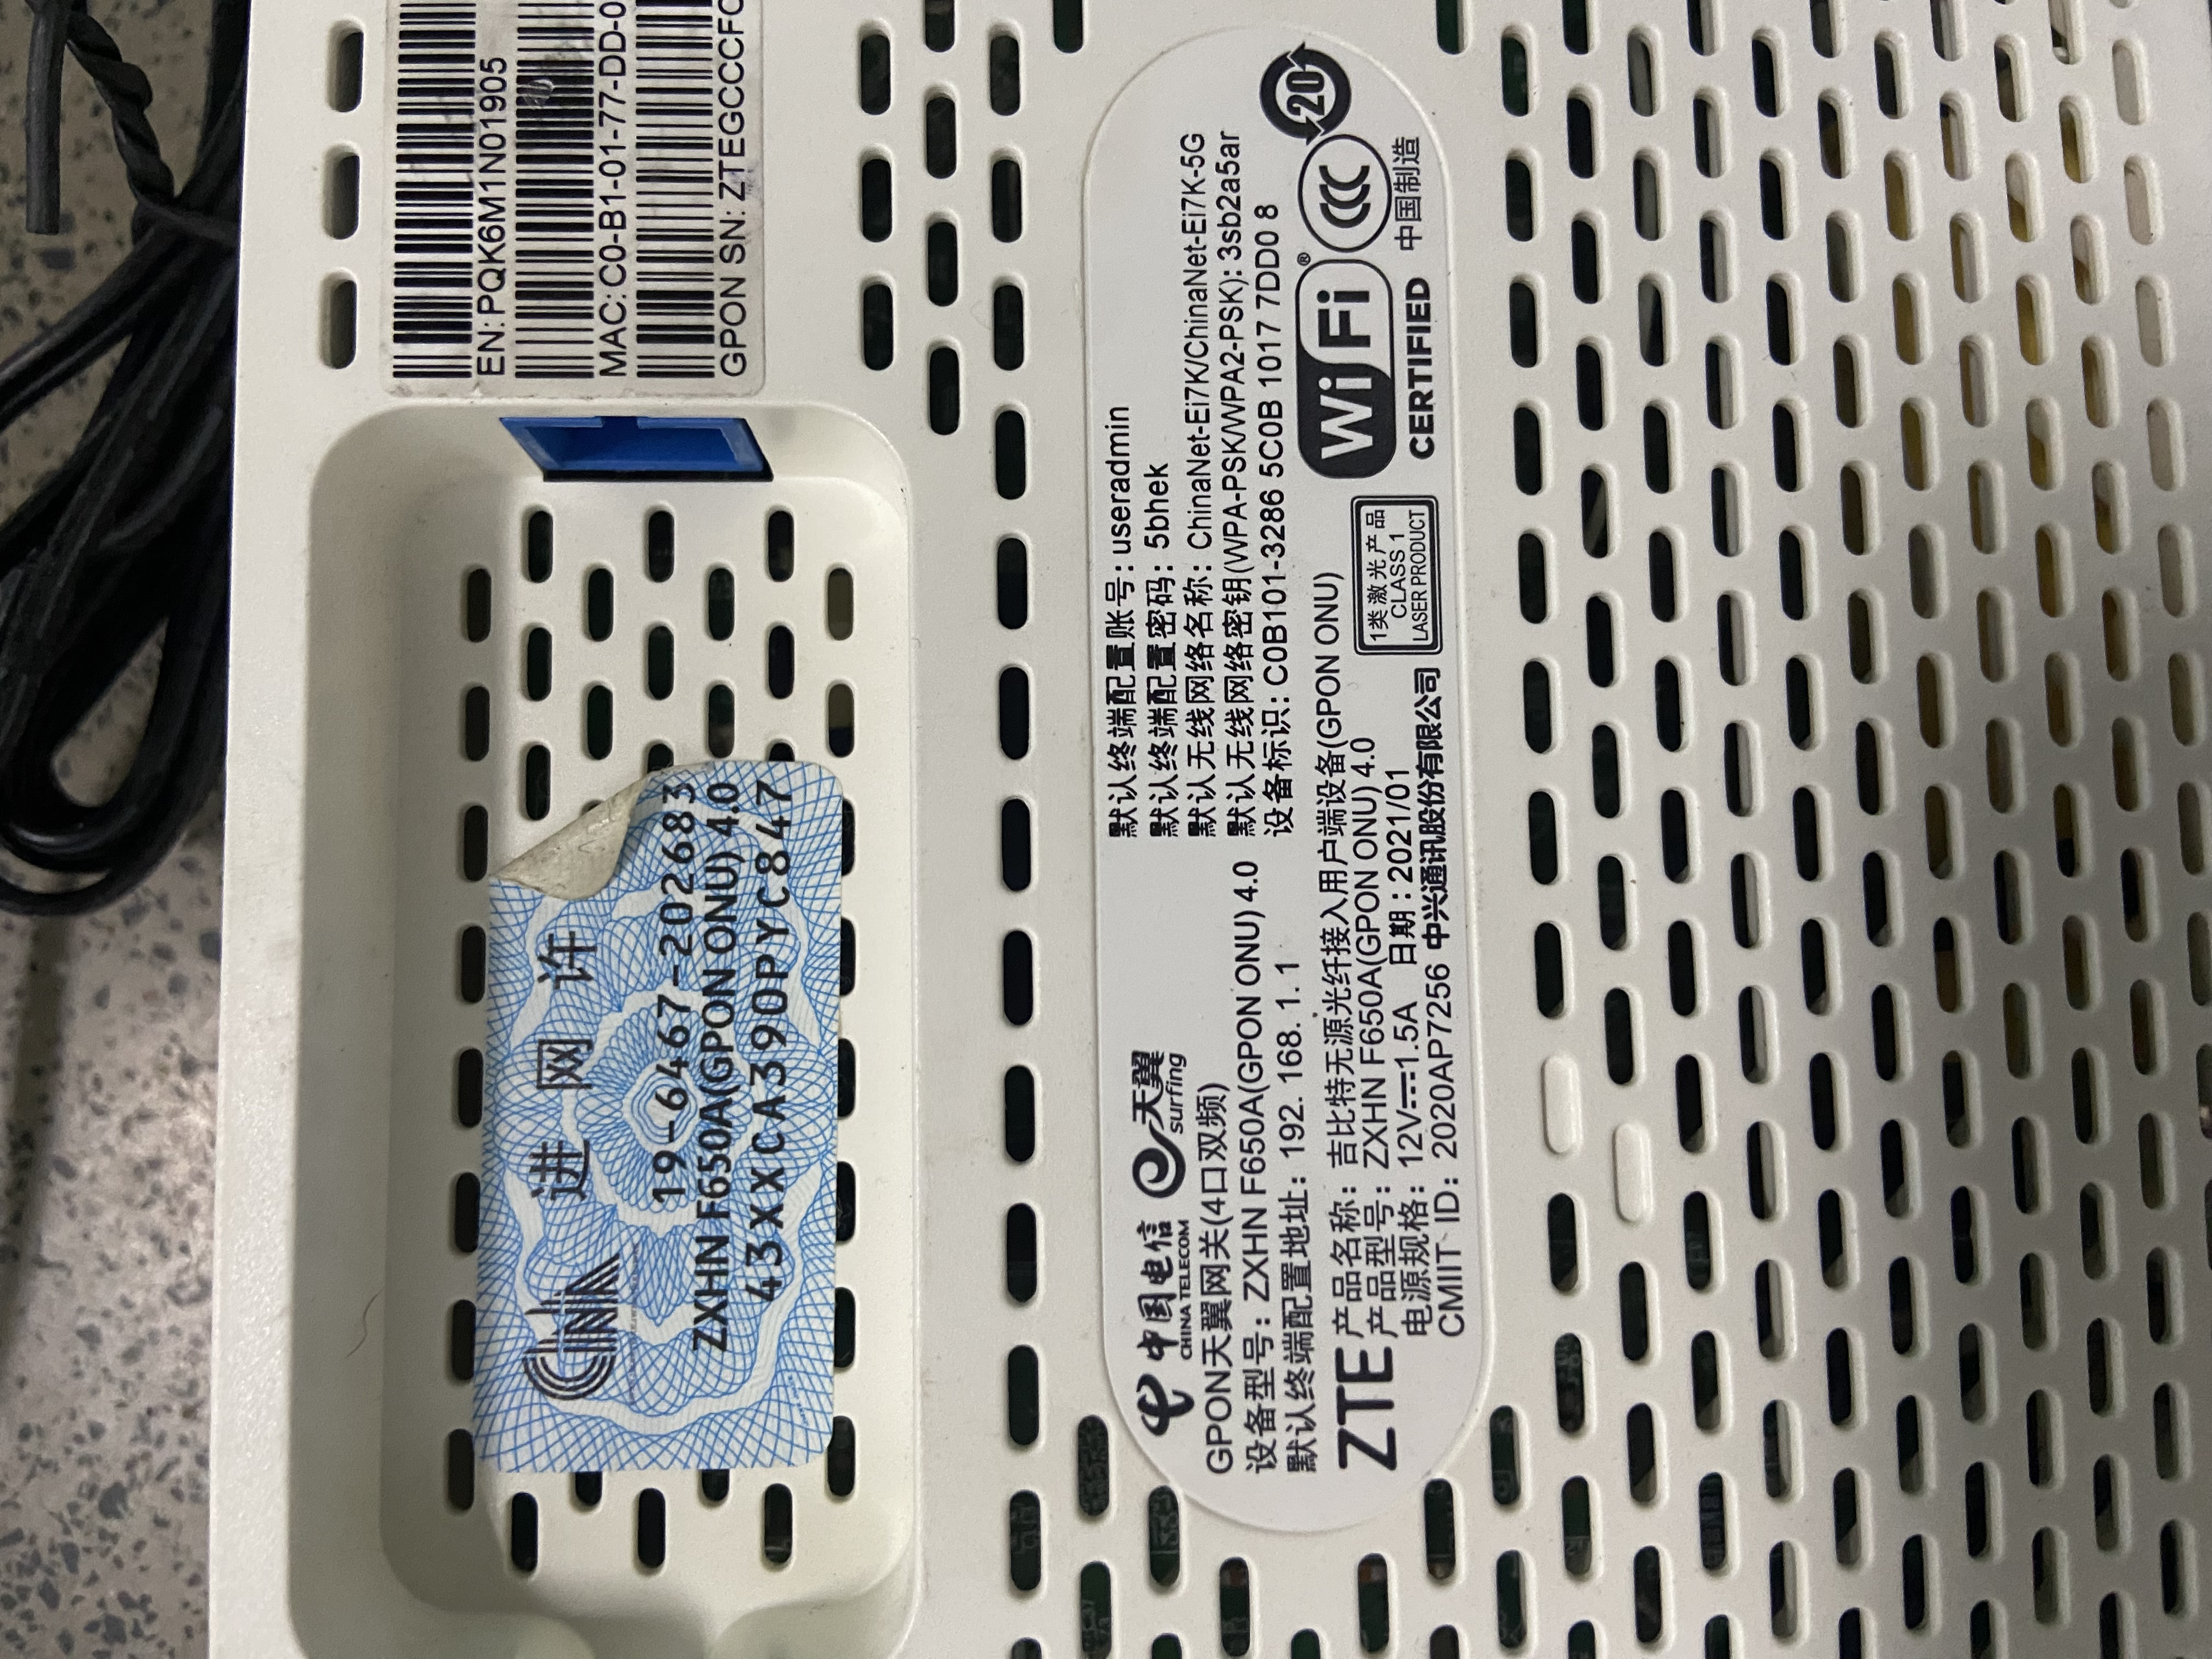 EN: PQK6M1N01905
MAC: C0-B1-01-77-DD-0
GPON SN: ZTEGCCCFC
进网许
CNA
19-6467-202683
ZXHN F650A(GPON ONU) 4.0
43XXCA390PYC847
中国电信
CHINA TELECOM
天翼
surfing
GPON天翼网关(4口双频)
设备型号: ZXHN F650A(GPON ONU) 4.0
默认终端配置地址: 192.168.1.1
默认终端配置账号: useradmin
默认终端配置密码: 5bhek
默认无线网络名称: ChinaNet-Ei7K/ChinaNet-Ei7K-5G
默认无线网络密钥(WPA-PSK/WPA2-PSK): 3sb2a5ar
设备标识: C0B101-3286 5C0B 1017 7DD0 8
ZTE
产品名称: 吉比特无源光纤接入用户端设备(GPON ONU)
产品型号: ZXHN F650A(GPON ONU) 4.0
电源规格: 12V⎓1.5A 日期: 2021/01
CMIIT ID: 2020AP7256 中兴通讯股份有限公司
1类激光产品
CLASS 1
LASER PRODUCT
WiFi®
CERTIFIED
CCC
20
中国制造